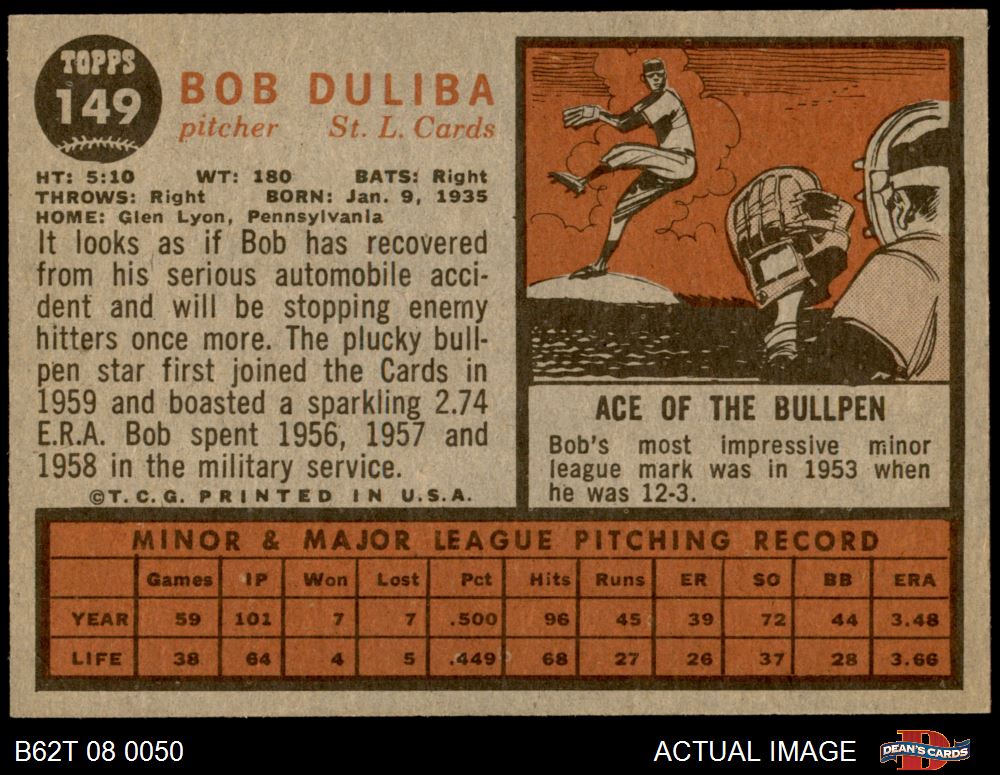 TOPPS
149
BOB DULIBA
pitcher St. L. Cards
HT: 5:10 WT: 180 BATS: Right
THROWS: Right BORN: Jan. 9, 1935
HOME: Glen Lyon, Pennsylvania
It looks as if Bob has recovered
from his serious automobile acci-
dent and will be stopping enemy
hitters once more. The plucky bull-
pen star first joined the Cards in
1959 and boasted a sparkling 2.74
E.R.A. Bob spent 1956, 1957 and
1958 in the military service.
©T.C.G. PRINTED IN U.S.A.
ACE OF THE BULLPEN
Bob's most impressive minor
league mark was in 1953 when
he was 12-3.
MINOR & MAJOR LEAGUE PITCHING RECORD
Games IP Won Lost Pct Hits Runs ER SO BB ERA
YEAR 59 101 7 7 .500 96 45 39 72 44 3.48
LIFE 38 64 4 5 .449 68 27 26 37 28 3.66
B62T 08 0050 ACTUAL IMAGE DEAN'S CARDS